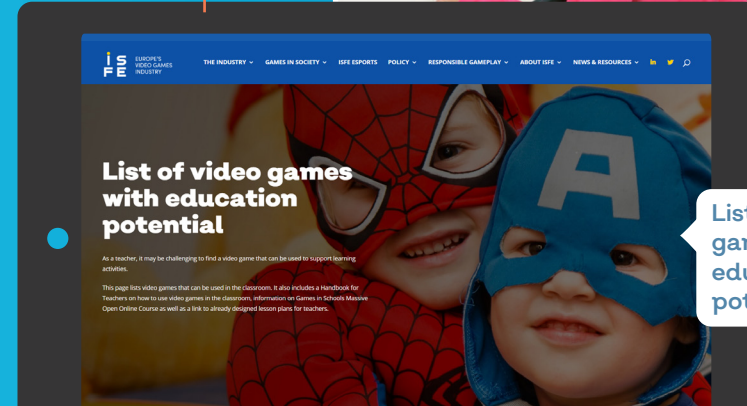 iS
FE
EUROPE'S
VIDEO GAMES
INDUSTRY
THE INDUSTRY
GAMES IN SOCIETY
ISFE ESPORTS
POLICY
RESPONSIBLE GAMEPLAY
ABOUT ISFE
NEWS & RESOURCES
in
List of video games
with education
potential
As a teacher, it may be challenging to find a video game that can be used to support learning
activities.
This page lists video games that can be used in the classroom. It also includes a Handbook for
Teachers on how to use video games in the classroom, information on Games in Schools Massive
Open Online Course as well as a link to already designed lesson plans for teachers.
A
List